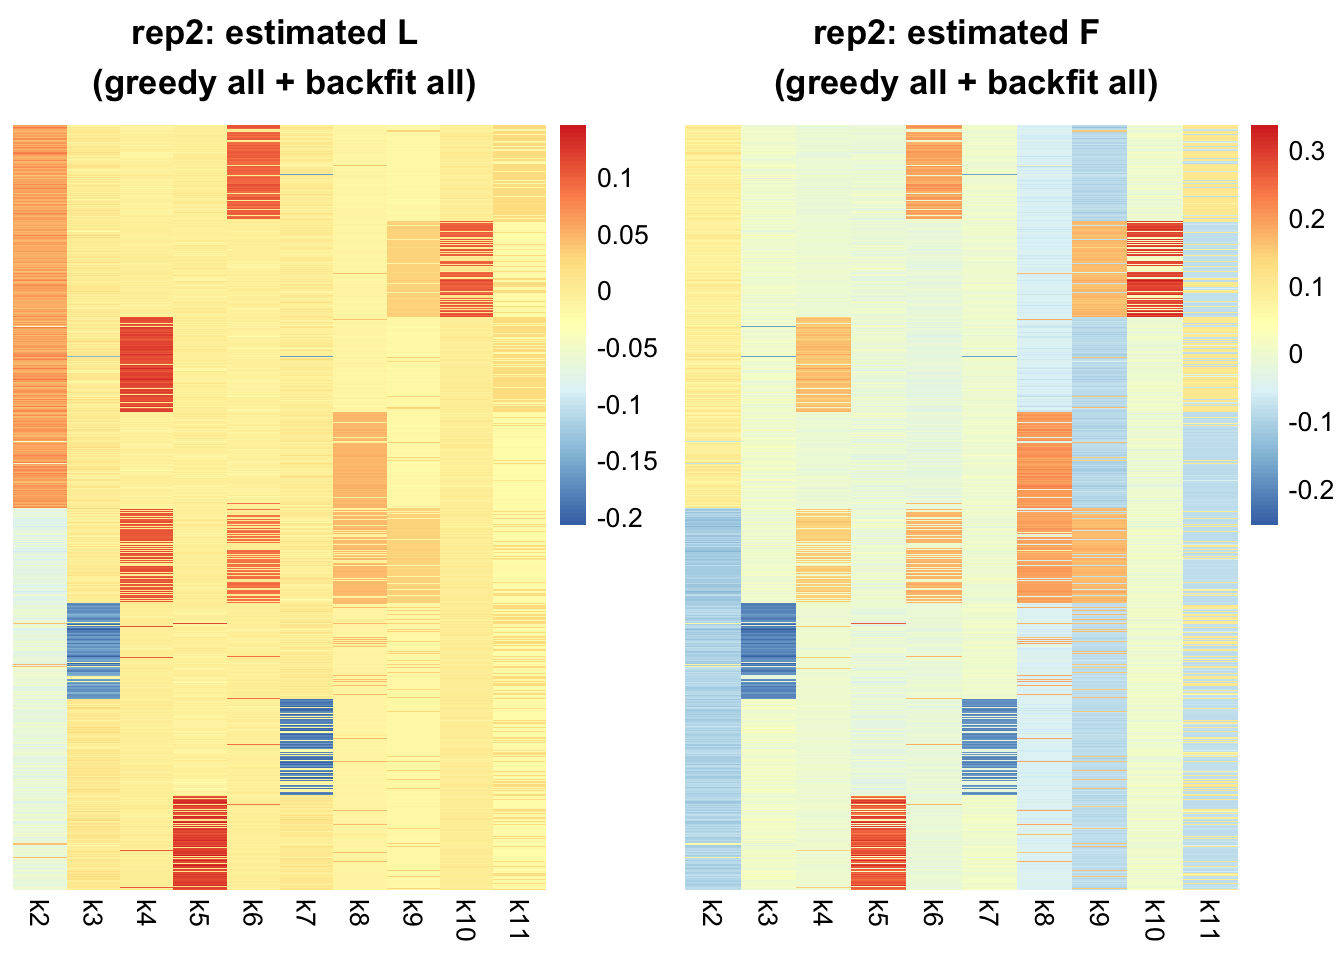 rep2: estimated L
(greedy all + backfit all)
0.1
0.05
0
-0.05
-0.1
-0.15
-0.2
k2
k3
k4
k5
k6
k7
k8
k9
k10
k11
rep2: estimated F
(greedy all + backfit all)
0.3
0.2
0.1
0
-0.1
-0.2
k2
k3
k4
k5
k6
k7
k8
k9
k10
k11